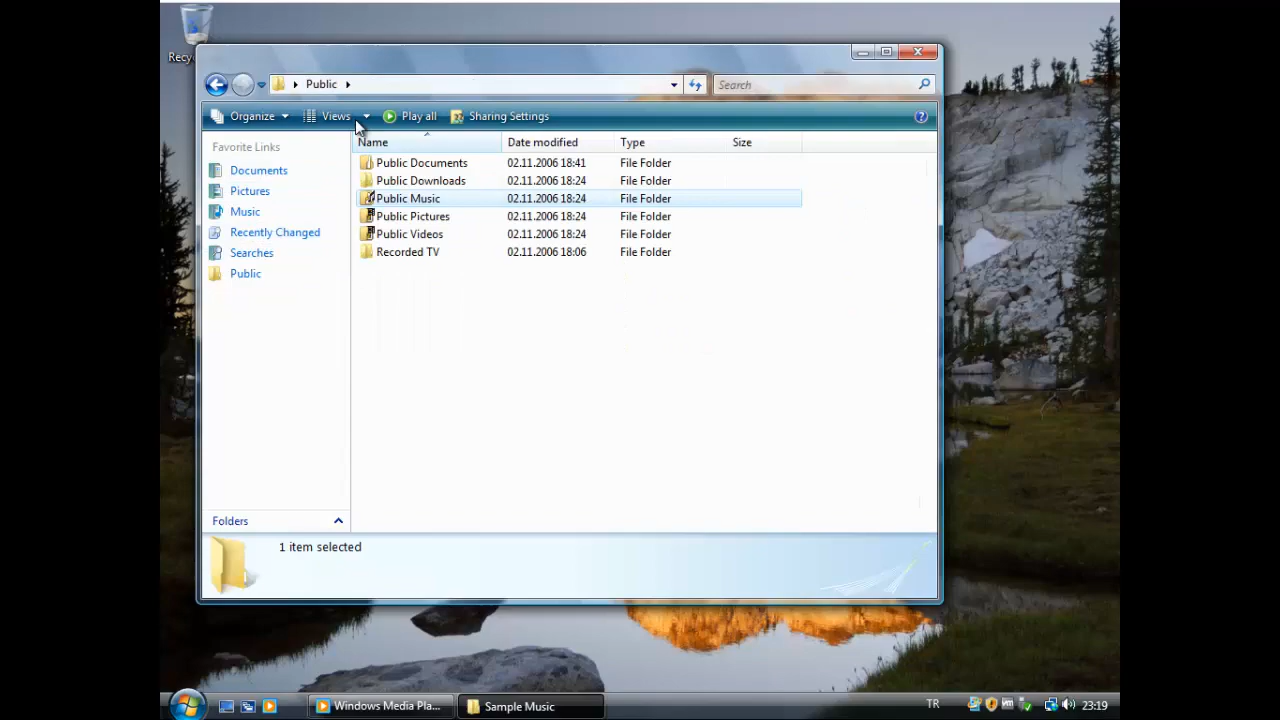 Recy
Public
Search
Organize Views Play all Sharing Settings
Favorite Links
Documents
Pictures
Music
Recently Changed
Searches
Public
Folders
Name Date modified Type Size
Public Documents 02.11.2006 18:41 File Folder
Public Downloads 02.11.2006 18:24 File Folder
Public Music 02.11.2006 18:24 File Folder
Public Pictures 02.11.2006 18:24 File Folder
Public Videos 02.11.2006 18:24 File Folder
Recorded TV 02.11.2006 18:06 File Folder
1 item selected
Windows Media Pla... Sample Music TR 23:19